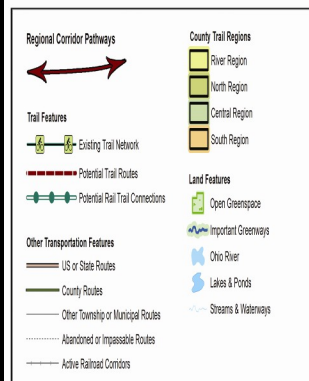 Regional Corridor Pathways
Trail Features
Existing Trail Network
Potential Trail Routes
Potential Rail Trail Connections
Other Transportation Features
US or State Routes
County Routes
Other Township or Municipal Routes
Abandoned or Impassable Routes
Active Railroad Corridors
County Trail Regions
River Region
North Region
Central Region
South Region
Land Features
Open Greenspace
Important Greenways
Ohio River
Lakes & Ponds
Streams & Waterways